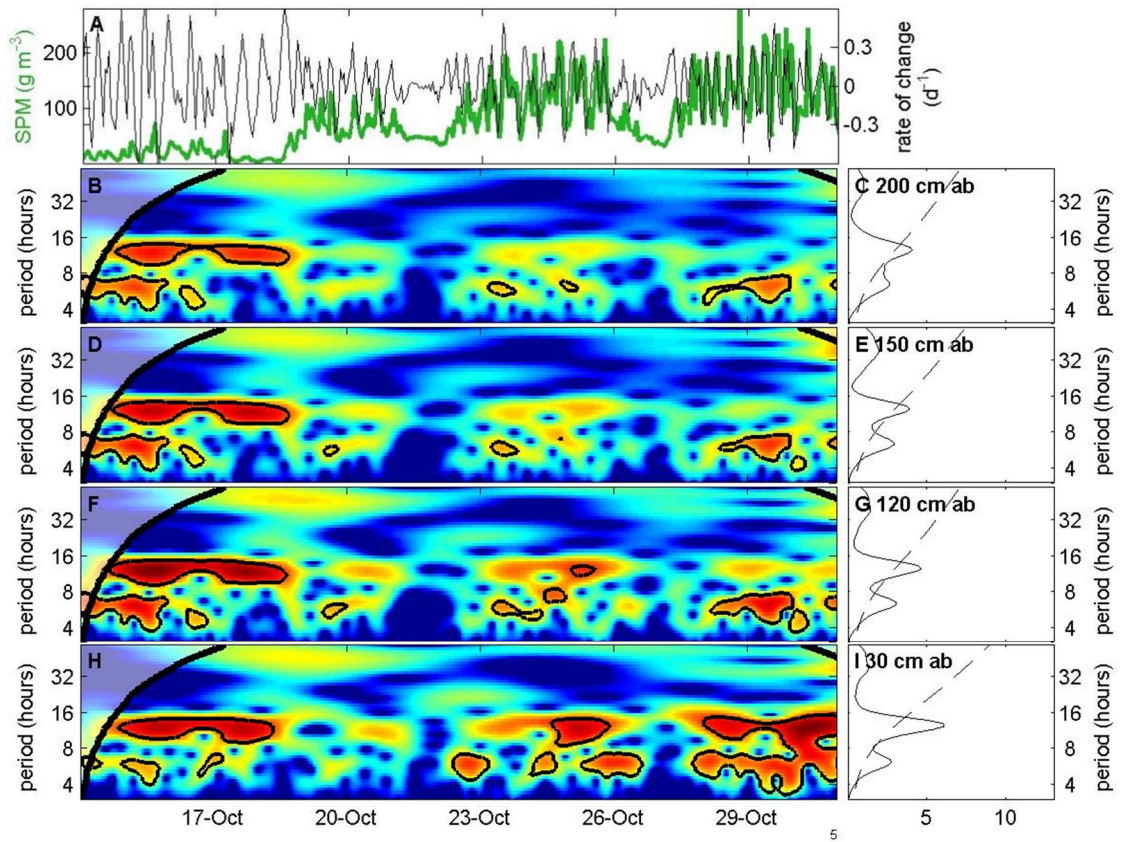 A
SPM (g m⁻³)
200
100
0.3
0
-0.3
rate of change
(d⁻¹)
B
period (hours)
32
16
8
4
C 200 cm ab
32
16
8
4
period (hours)
D
period (hours)
32
16
8
4
E 150 cm ab
32
16
8
4
period (hours)
F
period (hours)
32
16
8
4
G 120 cm ab
32
16
8
4
period (hours)
H
period (hours)
32
16
8
4
I 30 cm ab
32
16
8
4
period (hours)
17-Oct 20-Oct 23-Oct 26-Oct 29-Oct
5 10
5